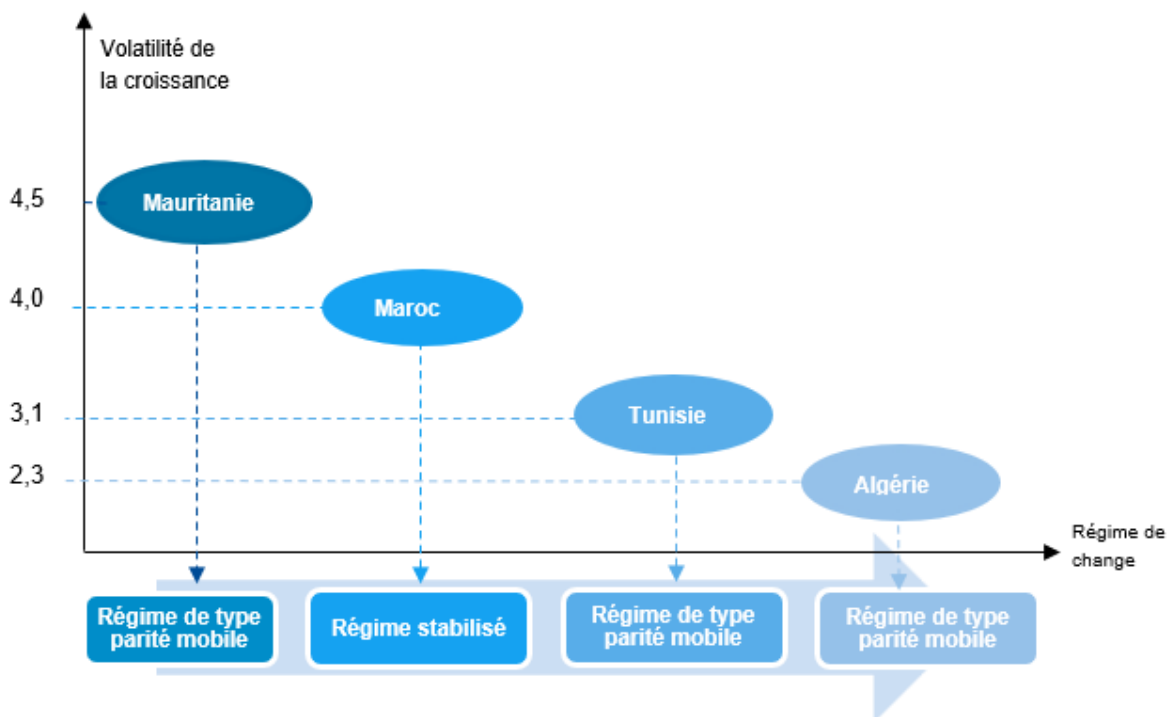 Volatilité de
la croissance
4,5
Mauritanie
4,0
Maroc
3,1
Tunisie
2,3
Algérie
Régime de
change
Régime de type
parité mobile
Régime stabilisé
Régime de type
parité mobile
Régime de type
parité mobile